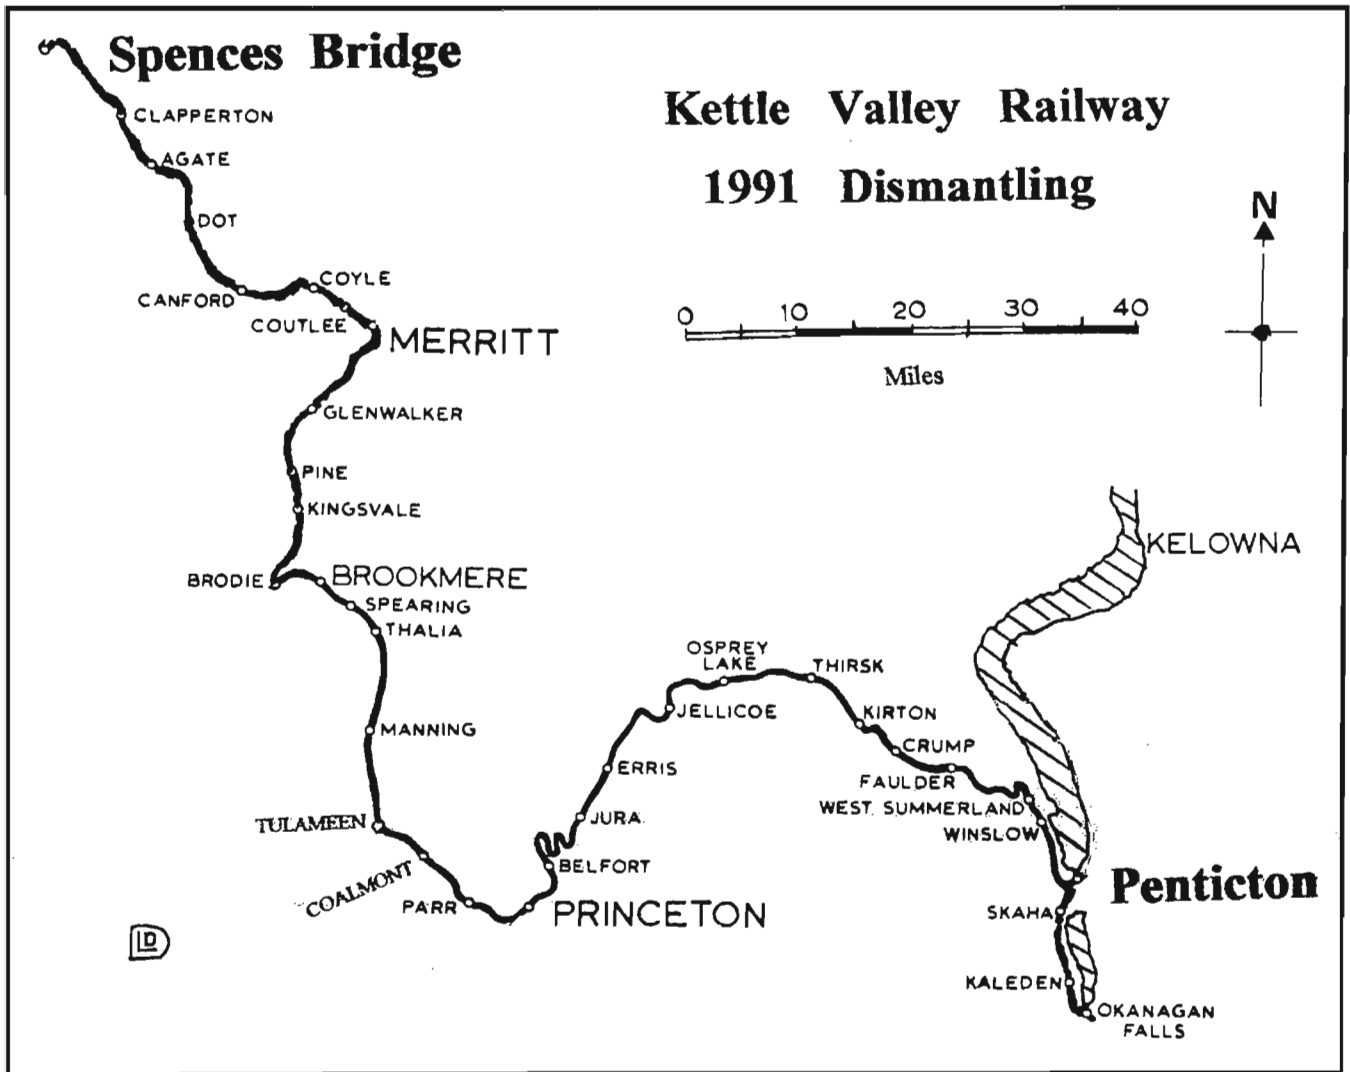 Spences Bridge
Kettle Valley Railway
1991 Dismantling
CLAPPERTON
AGATE
DOT
N
CANFORD
COYLE
COUTLEE
MERRITT
0 10 20 30 40
Miles
GLENWALKER
PINE
KINGSVALE
KELOWNA
BRODIE
BROOKMERE
SPEARING
THALIA
OSPREY
LAKE
THIRSK
JELLICOE
KIRTON
MANNING
CRUMP
ERRIS
FAULDER
WEST SUMMERLAND
TULAMEEN
JURA
WINSLOW
COALMONT
BELFORT
Penticton
PARR
PRINCETON
SKAHA
LD
KALEDEN
OKANAGAN
FALLS